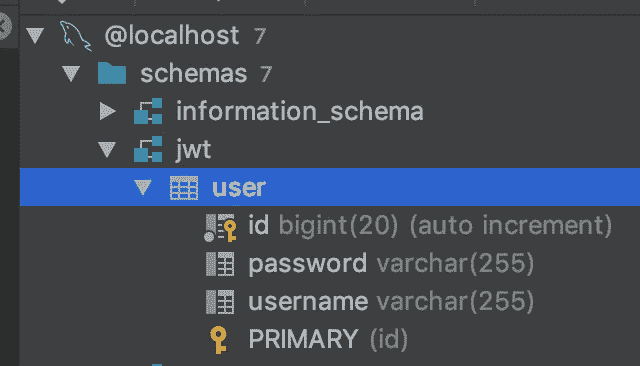 @localhost 7
schemas 7
information_schema
jwt
user
id bigint(20) (auto increment)
password varchar(255)
username varchar(255)
PRIMARY (id)